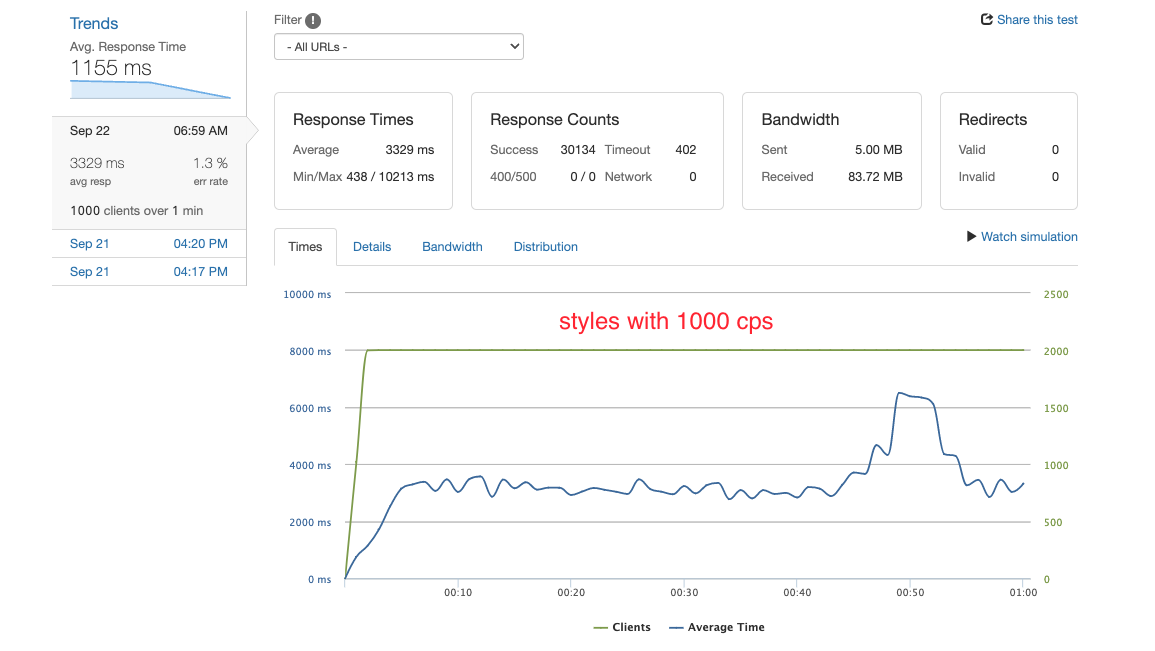 Trends
Avg. Response Time
1155 ms
Sep 22 06:59 AM
3329 ms 1.3 %
avg resp err rate
1000 clients over 1 min
Sep 21 04:20 PM
Sep 21 04:17 PM
Filter !
- All URLs -
Share this test
Response Times
Average 3329 ms
Min/Max 438 / 10213 ms
Response Counts
Success 30134 Timeout 402
400/500 0 / 0 Network 0
Bandwidth
Sent 5.00 MB
Received 83.72 MB
Redirects
Valid 0
Invalid 0
Times Details Bandwidth Distribution
Watch simulation
styles with 1000 cps
10000 ms 2500
8000 ms 2000
6000 ms 1500
4000 ms 1000
2000 ms 500
0 ms 0
00:10 00:20 00:30 00:40 00:50 01:00
Clients Average Time